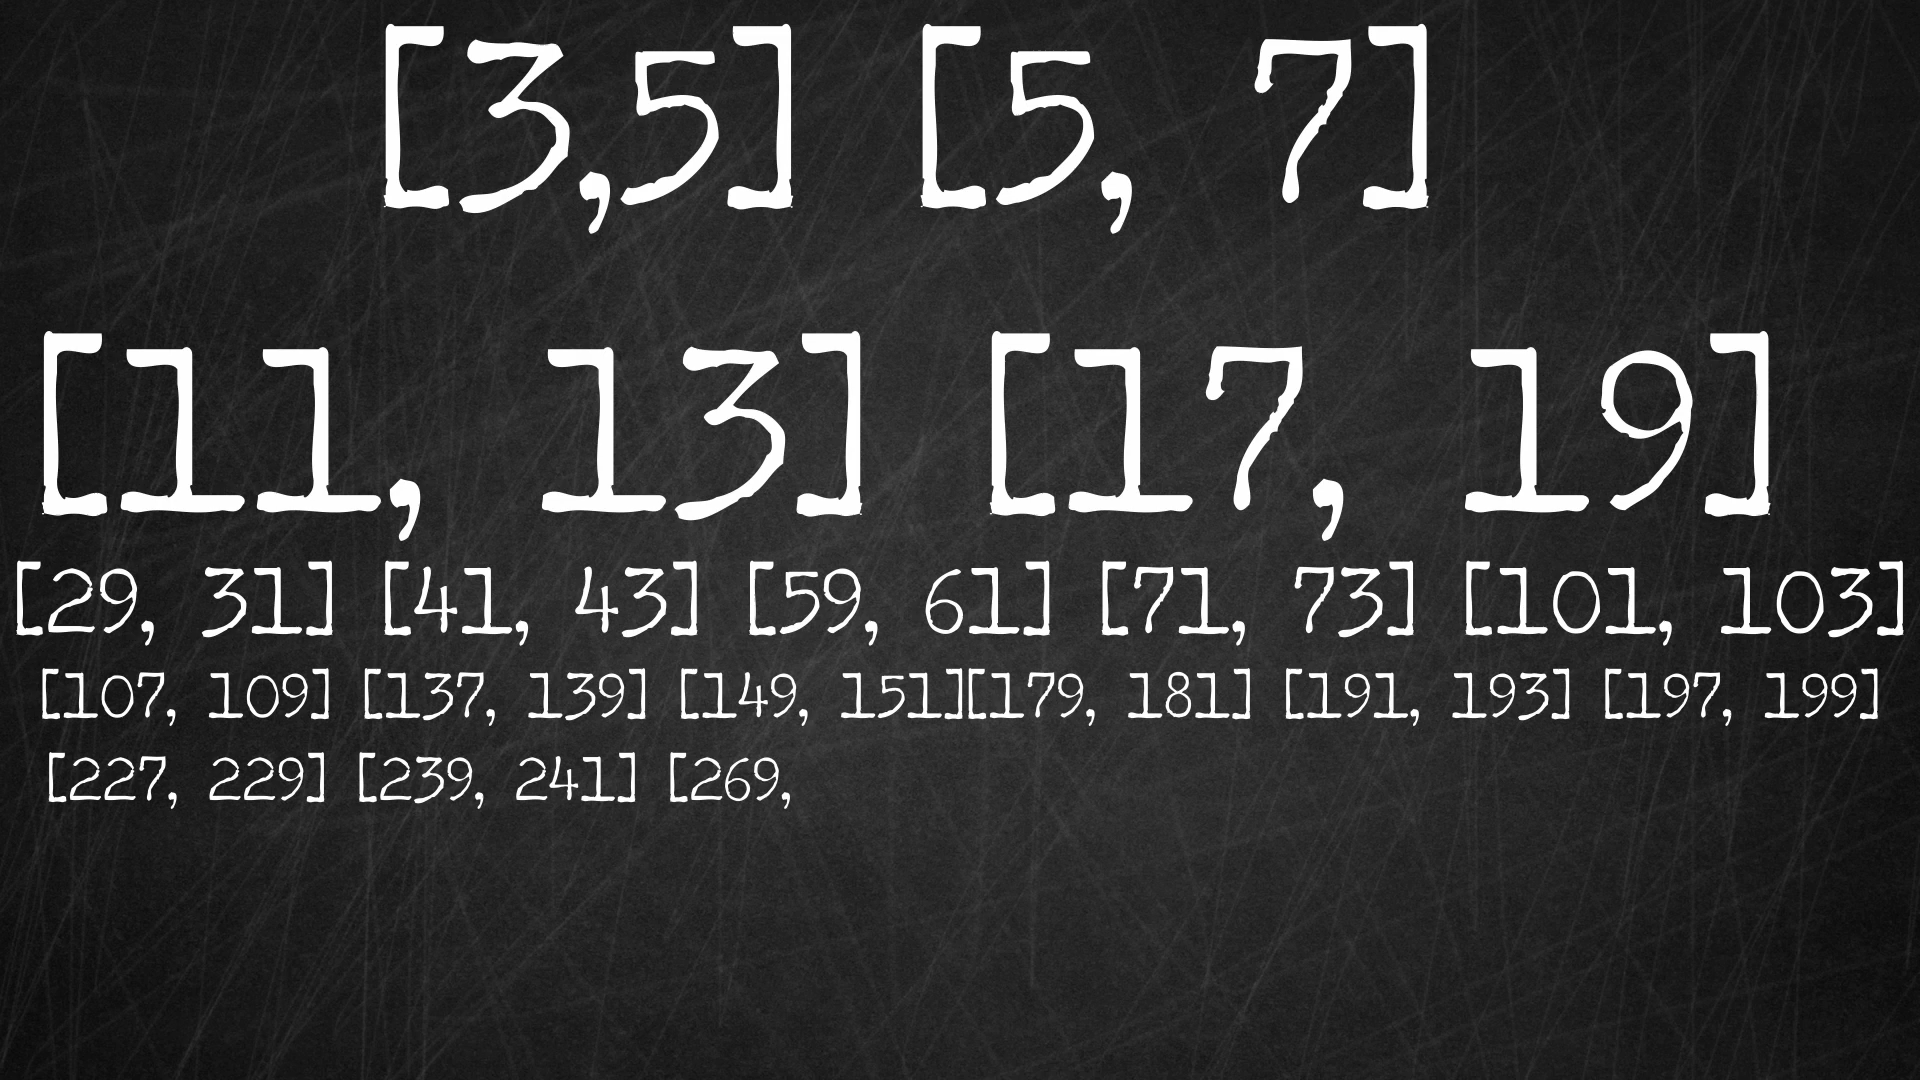 [3,5] [5, 7]
[11, 13] [17, 19]
[29, 31] [41, 43] [59, 61] [71, 73] [101, 103]
[107, 109] [137, 139] [149, 151][179, 181] [191, 193] [197, 199]
[227, 229] [239, 241] [269,